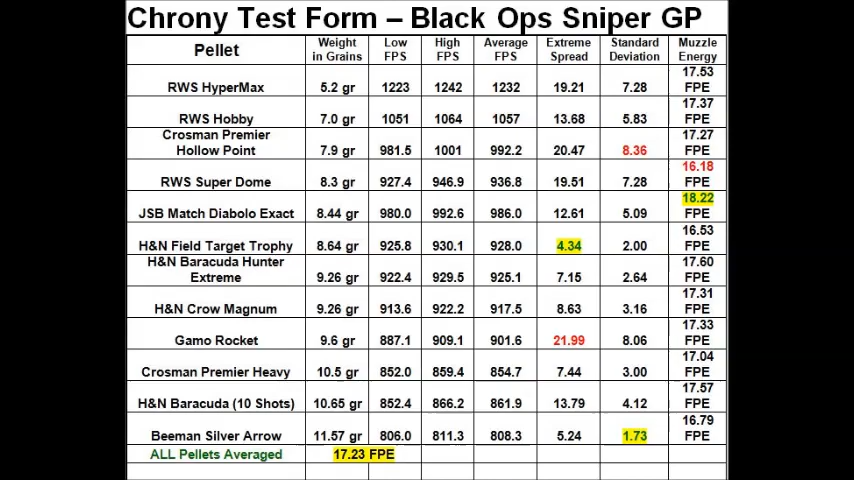 Chrony Test Form – Black Ops Sniper GP
Pellet Weight in Grains Low FPS High FPS Average FPS Extreme Spread Standard Deviation Muzzle Energy
RWS HyperMax 5.2 gr 1223 1242 1232 19.21 7.28 17.53 FPE
RWS Hobby 7.0 gr 1051 1064 1057 13.68 5.83 17.37 FPE
Crosman Premier Hollow Point 7.9 gr 981.5 1001 992.2 20.47 8.36 17.27 FPE
RWS Super Dome 8.3 gr 927.4 946.9 936.8 19.51 7.28 16.18 FPE
JSB Match Diabolo Exact 8.44 gr 980.0 992.6 986.0 12.61 5.09 18.22 FPE
H&N Field Target Trophy 8.64 gr 925.8 930.1 928.0 4.34 2.00 16.53 FPE
H&N Baracuda Hunter Extreme 9.26 gr 922.4 929.5 925.1 7.15 2.64 17.60 FPE
H&N Crow Magnum 9.26 gr 913.6 922.2 917.5 8.63 3.16 17.31 FPE
Gamo Rocket 9.6 gr 887.1 909.1 901.6 21.99 8.06 17.33 FPE
Crosman Premier Heavy 10.5 gr 852.0 859.4 854.7 7.44 3.00 17.04 FPE
H&N Baracuda (10 Shots) 10.65 gr 852.4 866.2 861.9 13.79 4.12 17.57 FPE
Beeman Silver Arrow 11.57 gr 806.0 811.3 808.3 5.24 1.73 16.79 FPE
ALL Pellets Averaged 17.23 FPE